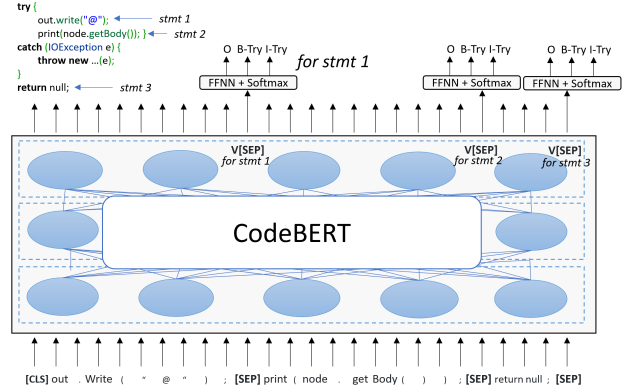 try {
out.write("@"); stmt 1
print(node.getBody()); } stmt 2
catch (IOException e) {
throw new ...(e);
}
return null; stmt 3
O B-Try I-Try
for stmt 1
O B-Try I-Try
O B-Try I-Try
FFNN + Softmax
FFNN + Softmax
FFNN + Softmax
V[SEP]
for stmt 1
V[SEP]
for stmt 2
V[SEP]
for stmt 3
CodeBERT
[CLS] out . Write ( " @ " ) ; [SEP] print ( node . get Body ( ) ) ; [SEP] return null ; [SEP]